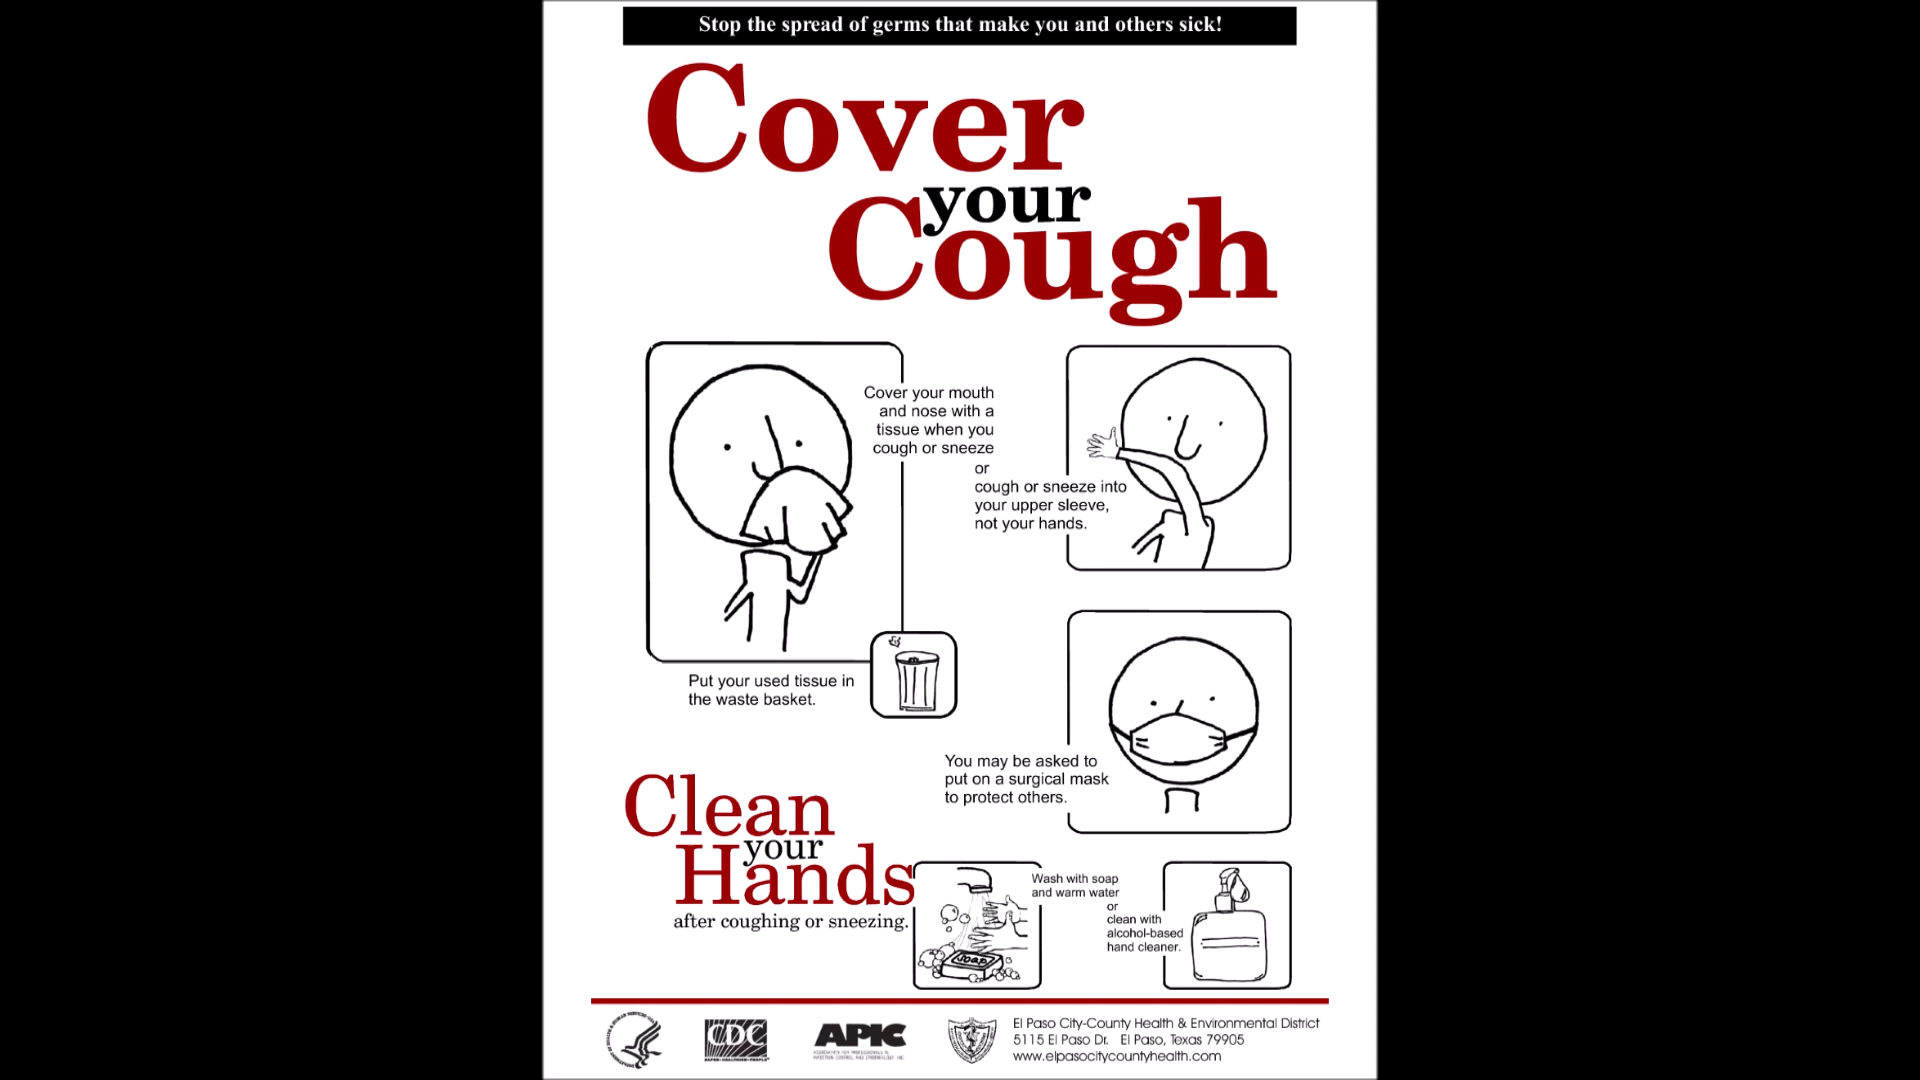 Stop the spread of germs that make you and others sick!
Cover
your
Cough
Cover your mouth
and nose with a
tissue when you
cough or sneeze
or
cough or sneeze into
your upper sleeve,
not your hands.
Put your used tissue in
the waste basket.
You may be asked to
put on a surgical mask
to protect others.
Clean
your
Hands
after coughing or sneezing.
Wash with soap
and warm water
or
clean with
alcohol-based
hand cleaner.
soap
CDC
APIC
El Paso City-County Health & Environmental District
5115 El Paso Dr. El Paso, Texas 79905
www.elpasocitycountyhealth.com